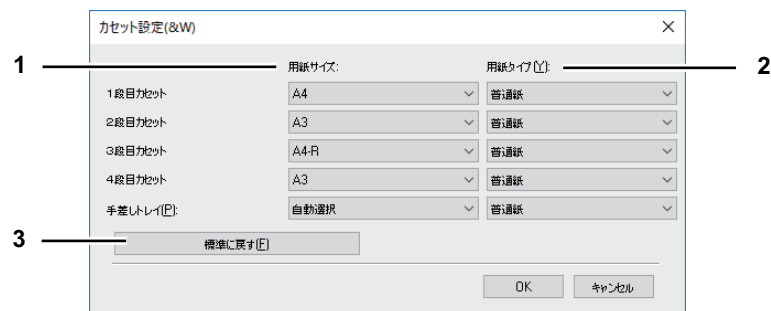 カセット設定(&W)
1 用紙サイズ: 用紙タイプ(Y): 2
1段目カセット A4 普通紙
2段目カセット A3 普通紙
3段目カセット A4-R 普通紙
4段目カセット A3 普通紙
手差しトレイ(P): 自動選択 普通紙
3 標準に戻す(F)
OK キャンセル